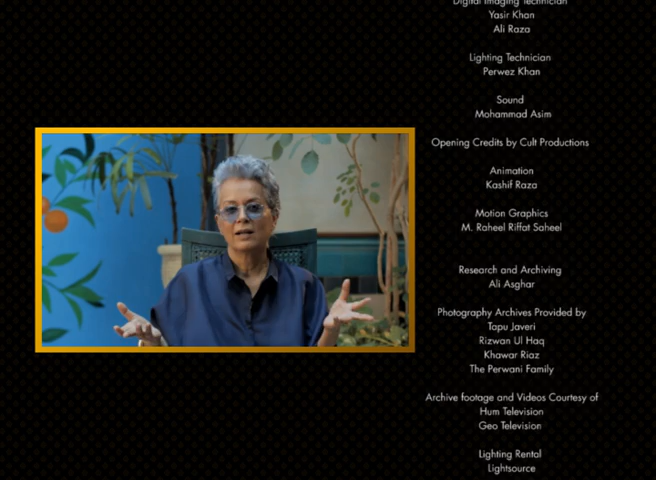 Digital Imaging Technician
Yasir Khan
Ali Raza
Lighting Technician
Perwez Khan
Sound
Mohammad Asim
Opening Credits by Cult Productions
Animation
Kashif Raza
Motion Graphics
M. Raheel Riffat Saheel
Research and Archiving
Ali Asghar
Photography Archives Provided by
Tapu Javeri
Rizwan Ul Haq
Khawar Riaz
The Perwani Family
Archive footage and Videos Courtesy of
Hum Television
Geo Television
Lighting Rental
Lightsource